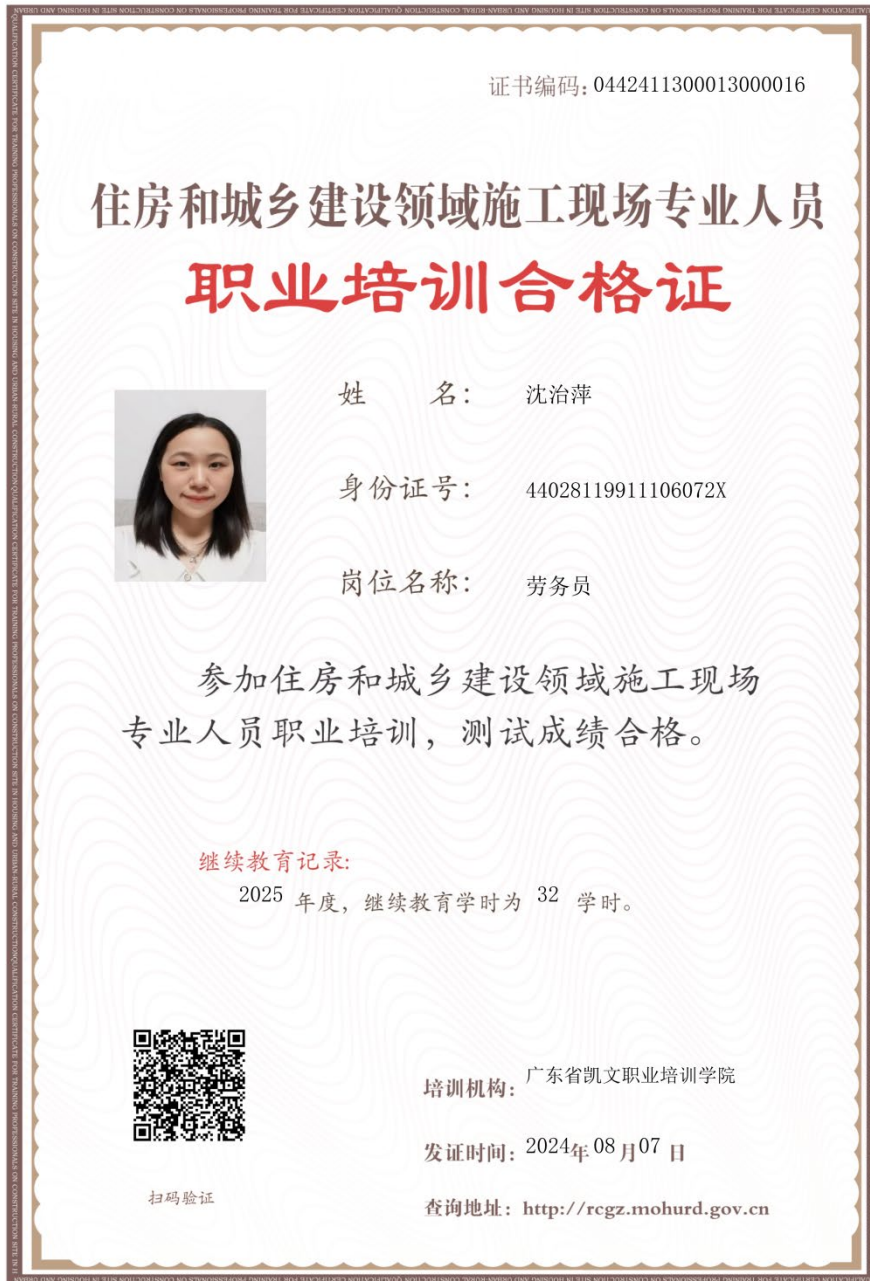 证书编码: 0442411300013000016
住房和城乡建设领域施工现场专业人员
职业培训合格证
姓 名: 沈治萍
身份证号: 44028119911106072X
岗位名称: 劳务员
参加住房和城乡建设领域施工现场
专业人员职业培训，测试成绩合格。
继续教育记录:
2025 年度，继续教育学时为 32 学时。
培训机构: 广东省凯文职业培训学院
发证时间: 2024年 08 月07 日
扫码验证
查询地址: http://rcgz.mohurd.gov.cn